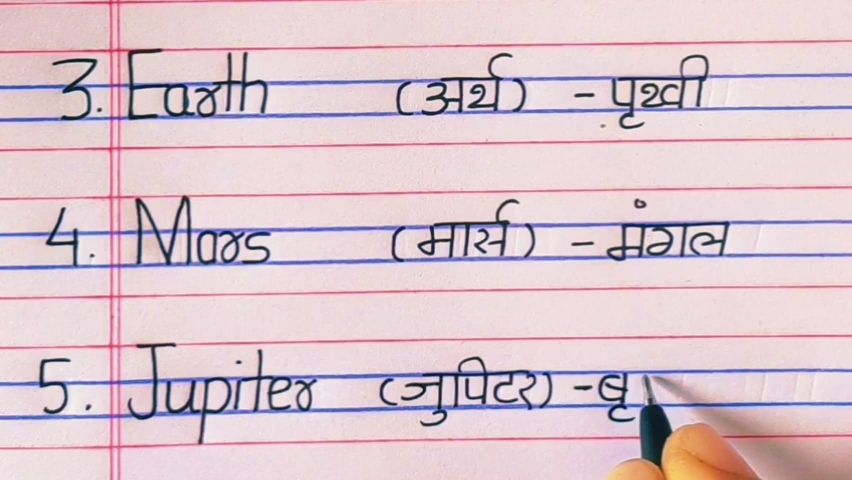 3. Earth (अर्थ) - पृथ्वी
4. Mars (मार्स) - मंगल
5. Jupiter (जुपिटर) - बृ